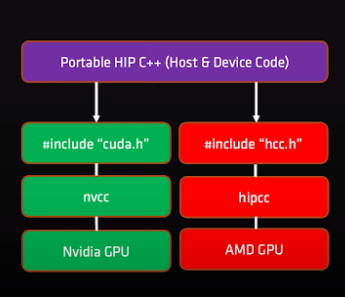 Portable HIP C++ (Host & Device Code)
#include “cuda.h”
#include “hcc.h”
nvcc
hipcc
Nvidia GPU
AMD GPU